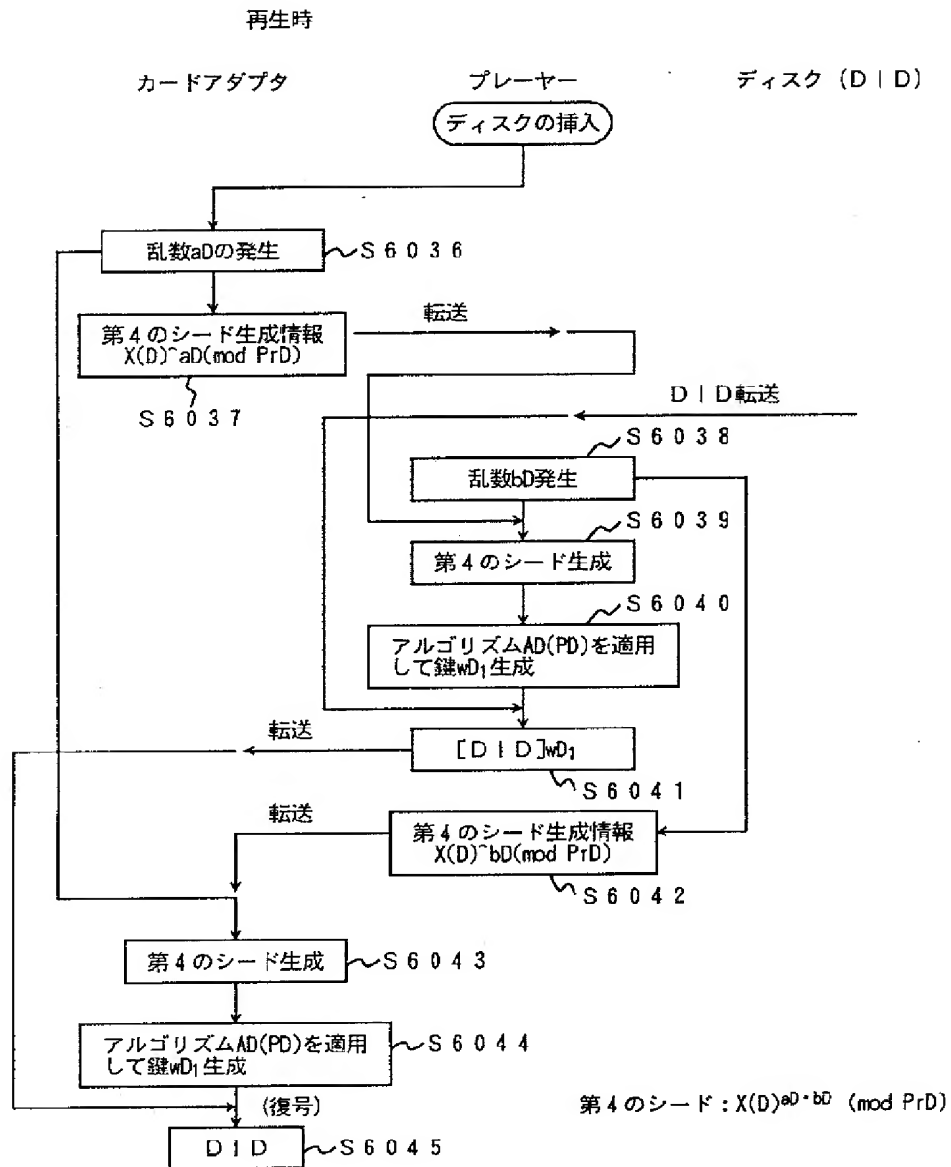 再生時
カードアダプタ
プレーヤー
ディスク (DID)
ディスクの挿入
乱数aDの発生
S6036
第4のシード生成情報
X(D)^aD(mod PrD)
転送
S6037
DID転送
S6038
乱数bD発生
S6039
第4のシード生成
S6040
アルゴリズムAD(PD)を適用
して鍵wD₁生成
転送
[DID]wD₁
S6041
転送
第4のシード生成情報
X(D)^bD(mod PrD)
S6042
第4のシード生成
S6043
アルゴリズムAD(PD)を適用
して鍵wD₁生成
S6044
(復号)
第4のシード:X(D)^aD・bD (mod PrD)
DID
S6045